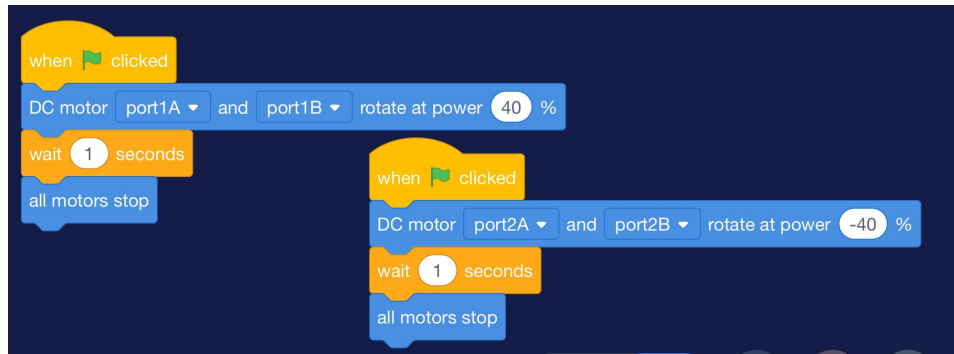 when clicked
DC motor port1A and port1B rotate at power 40 %
wait 1 seconds
all motors stop
when clicked
DC motor port2A and port2B rotate at power -40 %
wait 1 seconds
all motors stop